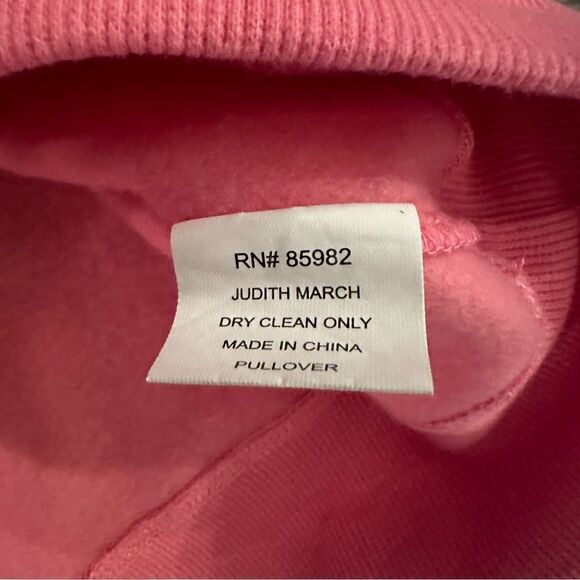 RN# 85982
JUDITH MARCH
DRY CLEAN ONLY
MADE IN CHINA
PULLOVER